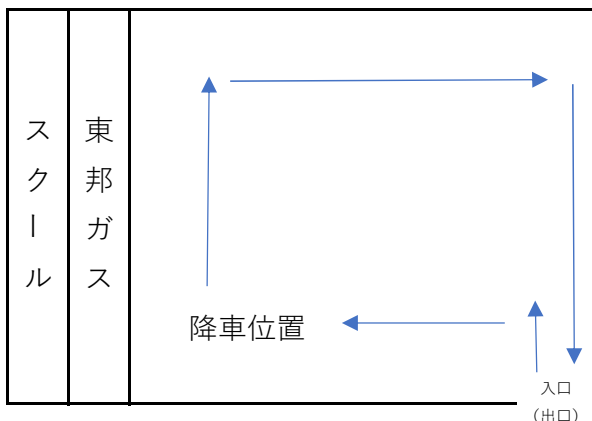 スクール
東邦ガス
降車位置
入口
（出口）